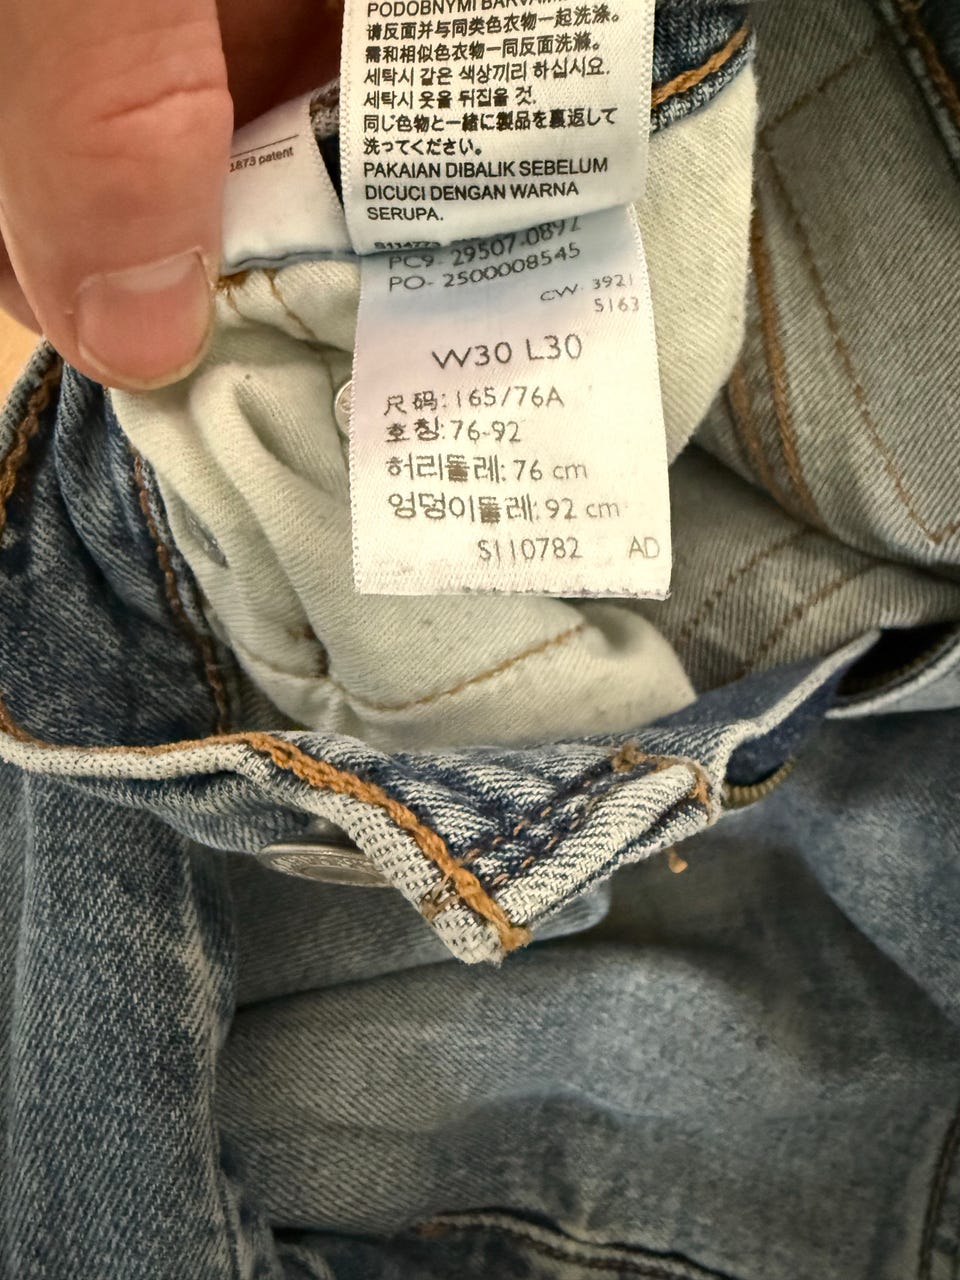 PODOBNYMI BARVAMI
请反面并与同类色衣物一起洗涤。
需和相似色衣物一同反面洗滌。
세탁시 같은 색상끼리 하십시요.
세탁시 옷을 뒤집을 것.
同じ色物と一緒に製品を裏返して
洗ってください。
PAKAIAN DIBALIK SEBELUM
DICUCI DENGAN WARNA
SERUPA.
1873 patent
PC9- 29507-0897
PO- 2500008545
CW- 3921
5163
W30 L30
尺码:165/76A
호칭:76-92
허리둘레: 76 cm
엉덩이둘레: 92 cm
S110782 AD